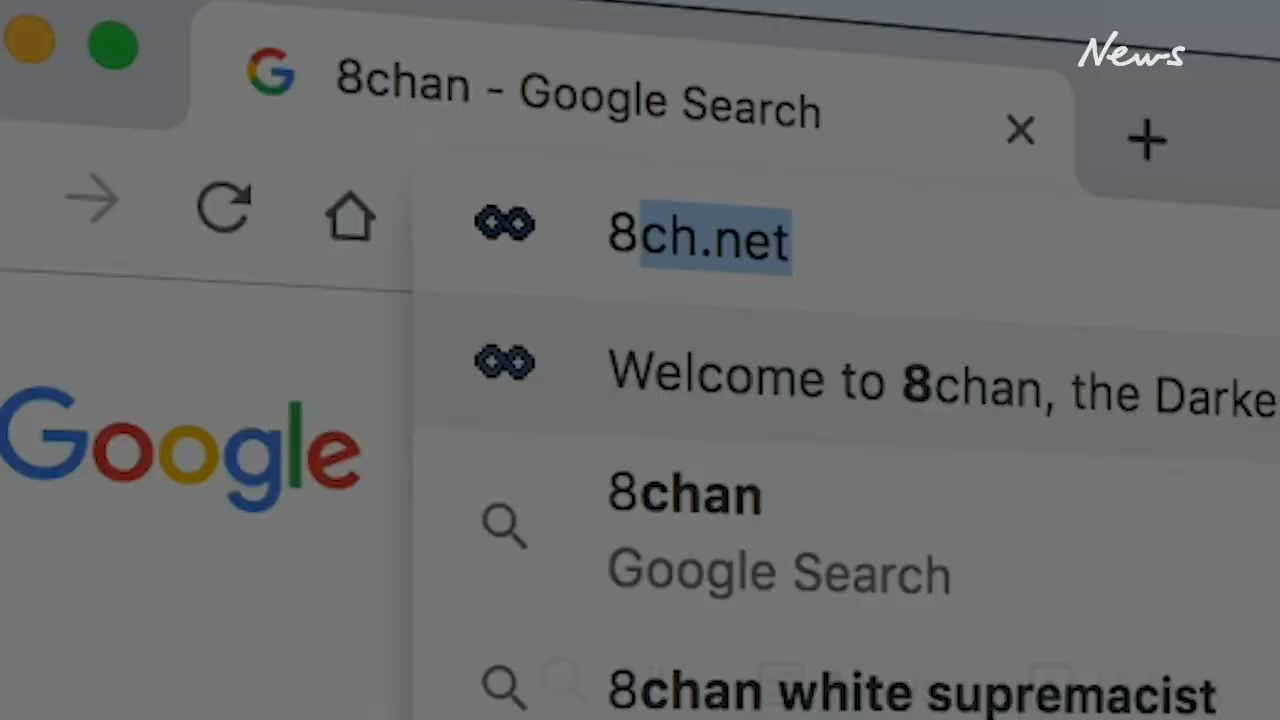 News
8chan - Google Search
8ch.net
Welcome to 8chan, the Darke
Google
8chan
Google Search
8chan white supremacist